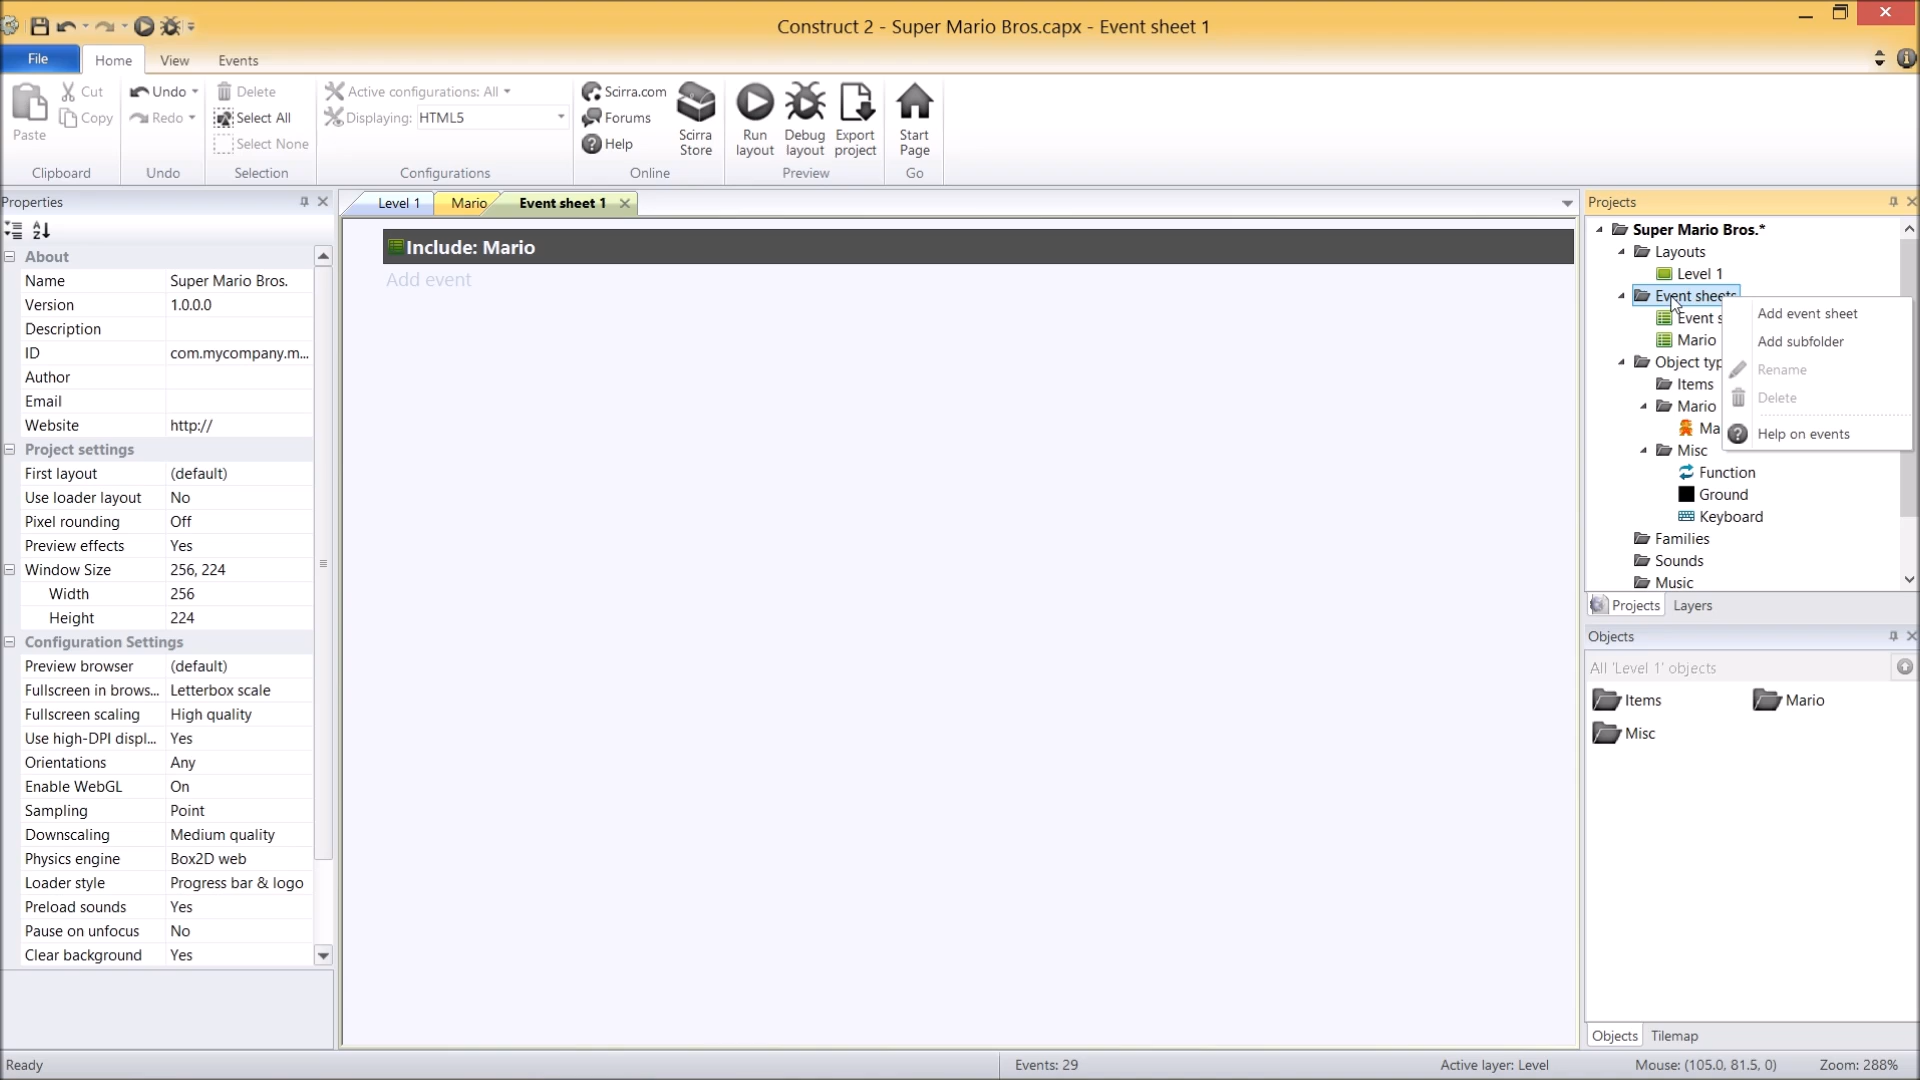 Construct 2 - Super Mario Bros.capx - Event sheet 1
File Home View Events
Paste
Cut
Copy
Clipboard
Undo
Redo
Undo
Delete
Select All
Select None
Selection
Active configurations: All
Displaying: HTML5
Configurations
Scirra.com
Forums
Help
Scirra Store
Online
Run layout
Debug layout
Export project
Preview
Start Page
Go
Properties
About
Name Super Mario Bros.
Version 1.0.0.0
Description
ID com.mycompany.m...
Author
Email
Website http://
Project settings
First layout (default)
Use loader layout No
Pixel rounding Off
Preview effects Yes
Window Size 256, 224
Width 256
Height 224
Configuration Settings
Preview browser (default)
Fullscreen in brows... Letterbox scale
Fullscreen scaling High quality
Use high-DPI displ... Yes
Orientations Any
Enable WebGL On
Sampling Point
Downscaling Medium quality
Physics engine Box2D web
Loader style Progress bar & logo
Preload sounds Yes
Pause on unfocus No
Clear background Yes
Level 1 Mario Event sheet 1
Include: Mario
Add event
Projects
Super Mario Bros.*
Layouts
Level 1
Event sheets
Event s
Mario
Object typ
Items
Mario
Ma
Misc
Function
Ground
Keyboard
Families
Sounds
Music
Add event sheet
Add subfolder
Rename
Delete
Help on events
Projects Layers
Objects
All 'Level 1' objects
Items Mario
Misc
Objects Tilemap
Ready Events: 29 Active layer: Level Mouse: (105.0, 81.5, 0) Zoom: 288%